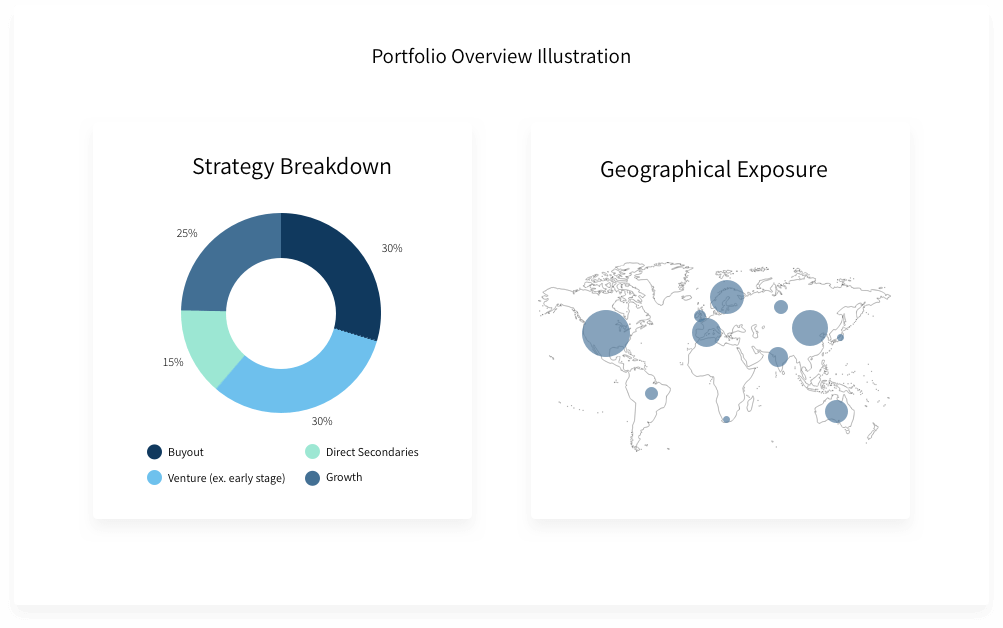 Portfolio Overview Illustration
Strategy Breakdown
25%
30%
15%
30%
Buyout
Direct Secondaries
Venture (ex. early stage)
Growth
Geographical Exposure